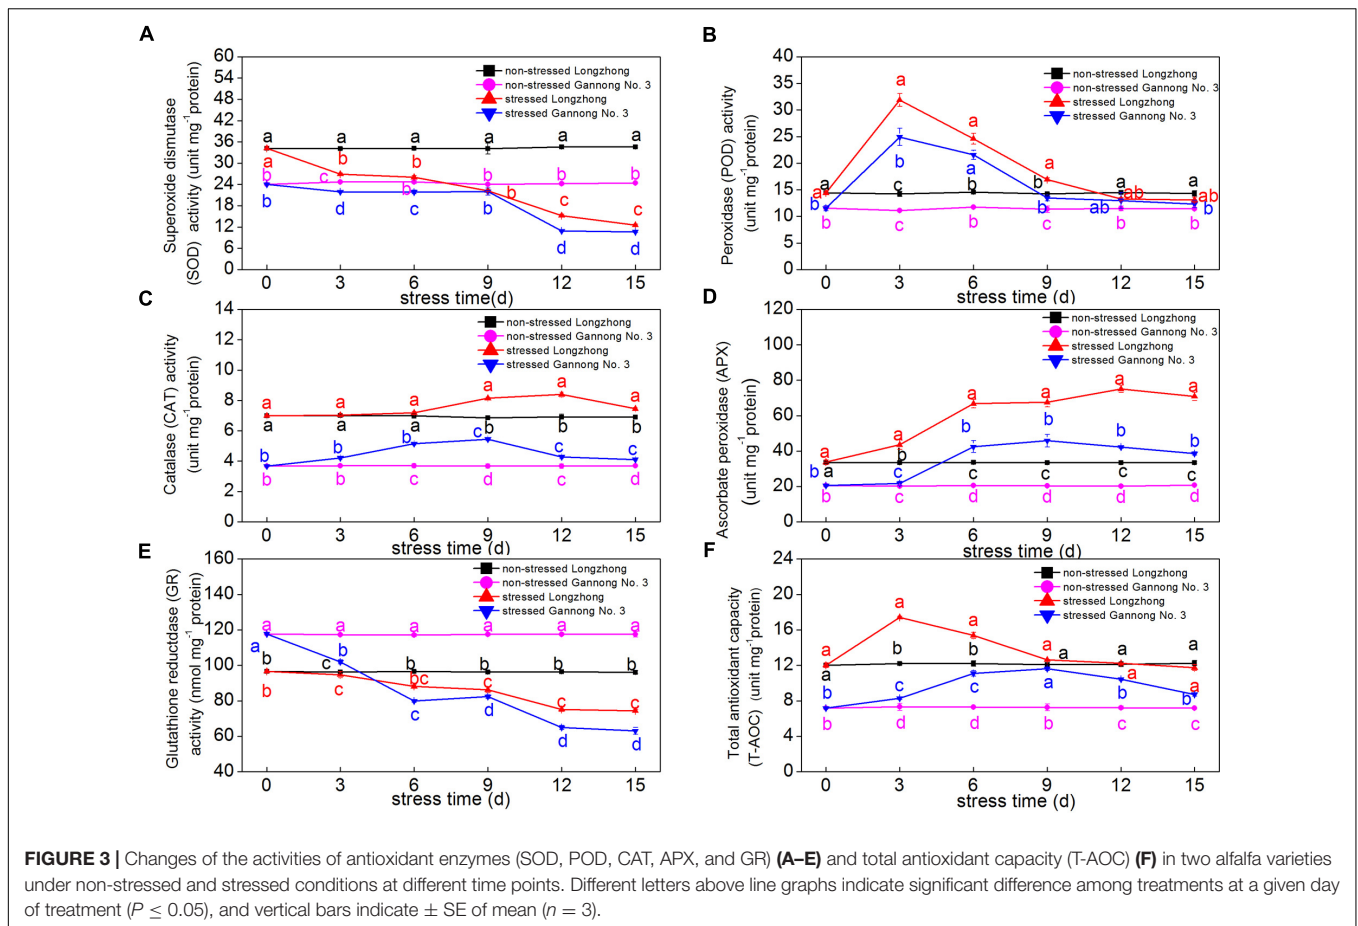 A
Superoxide dismutase
(SOD) activity (unit mg-1protein)
60
54
48
42
36
30
24
18
12
6
0
non-stressed Longzhong
non-stressed Gannong No. 3
stressed Longzhong
stressed Gannong No. 3
a a a a a a
a b b b c c
b c b b b b
b d c b d d
0 3 6 9 12 15
stress time(d)
B
Peroxidase (POD) activity
(unit mg-1protein)
40
35
30
25
20
15
10
5
0
non-stressed Longzhong
non-stressed Gannong No. 3
stressed Longzhong
stressed Gannong No. 3
a a a a ab ab
a c b b a a
b b a b ab b
b c b c b b
0 3 6 9 12 15
stress time (d)
C
Catalase (CAT) activity
(unit mg-1protein)
14
12
10
8
6
4
2
0
non-stressed Longzhong
non-stressed Gannong No. 3
stressed Longzhong
stressed Gannong No. 3
a a a a a a
a a a b b b
b b b c c c
b b c d c d
0 3 6 9 12 15
stress time (d)
D
Ascorbate peroxidase (APX)
(unit mg-1protein)
120
100
80
60
40
20
0
non-stressed Longzhong
non-stressed Gannong No. 3
stressed Longzhong
stressed Gannong No. 3
a a a a a a
a b c c c c
b c b b b b
b c d d d d
0 3 6 9 12 15
stress time (d)
E
Glutathione reductdase (GR)
activity (nmol mg-1 protein)
160
140
120
100
80
60
40
non-stressed Longzhong
non-stressed Gannong No. 3
stressed Longzhong
stressed Gannong No. 3
a a a a a a
a b c d d d
b c b b b b
b c bc c c c
0 3 6 9 12 15
stress time (d)
F
Total antioxidant capacity
(T-AOC) (unit mg-1protein)
24
20
16
12
8
4
0
non-stressed Longzhong
non-stressed Gannong No. 3
stressed Longzhong
stressed Gannong No. 3
a a a a a a
a b b a a a
b c c a b b
b d d b c c
0 3 6 9 12 15
stress time (d)
FIGURE 3 | Changes of the activities of antioxidant enzymes (SOD, POD, CAT, APX, and GR) (A–E) and total antioxidant capacity (T-AOC) (F) in two alfalfa varieties
under non-stressed and stressed conditions at different time points. Different letters above line graphs indicate significant difference among treatments at a given day
of treatment (P ≤ 0.05), and vertical bars indicate ± SE of mean (n = 3).